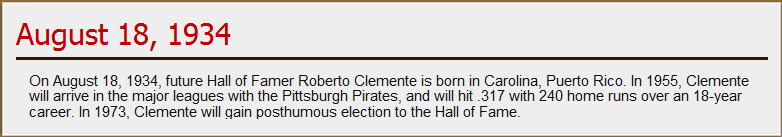 August 18, 1934
On August 18, 1934, future Hall of Famer Roberto Clemente is born in Carolina, Puerto Rico. In 1955, Clemente
will arrive in the major leagues with the Pittsburgh Pirates, and will hit .317 with 240 home runs over an 18-year
career. In 1973, Clemente will gain posthumous election to the Hall of Fame.